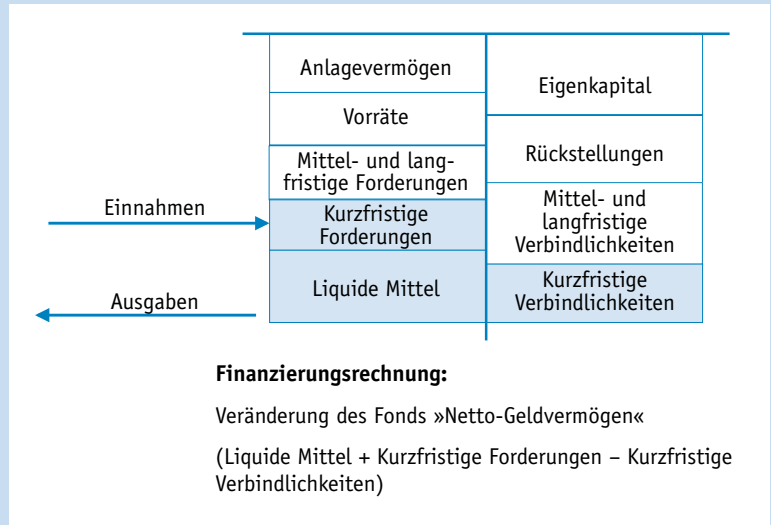 Anlagevermögen
Vorräte
Mittel- und lang-
fristige Forderungen
Kurzfristige
Forderungen
Liquide Mittel
Eigenkapital
Rückstellungen
Mittel- und
langfristige
Verbindlichkeiten
Kurzfristige
Verbindlichkeiten
Einnahmen
Ausgaben
Finanzierungsrechnung:
Veränderung des Fonds »Netto-Geldvermögen«
(Liquide Mittel + Kurzfristige Forderungen – Kurzfristige
Verbindlichkeiten)